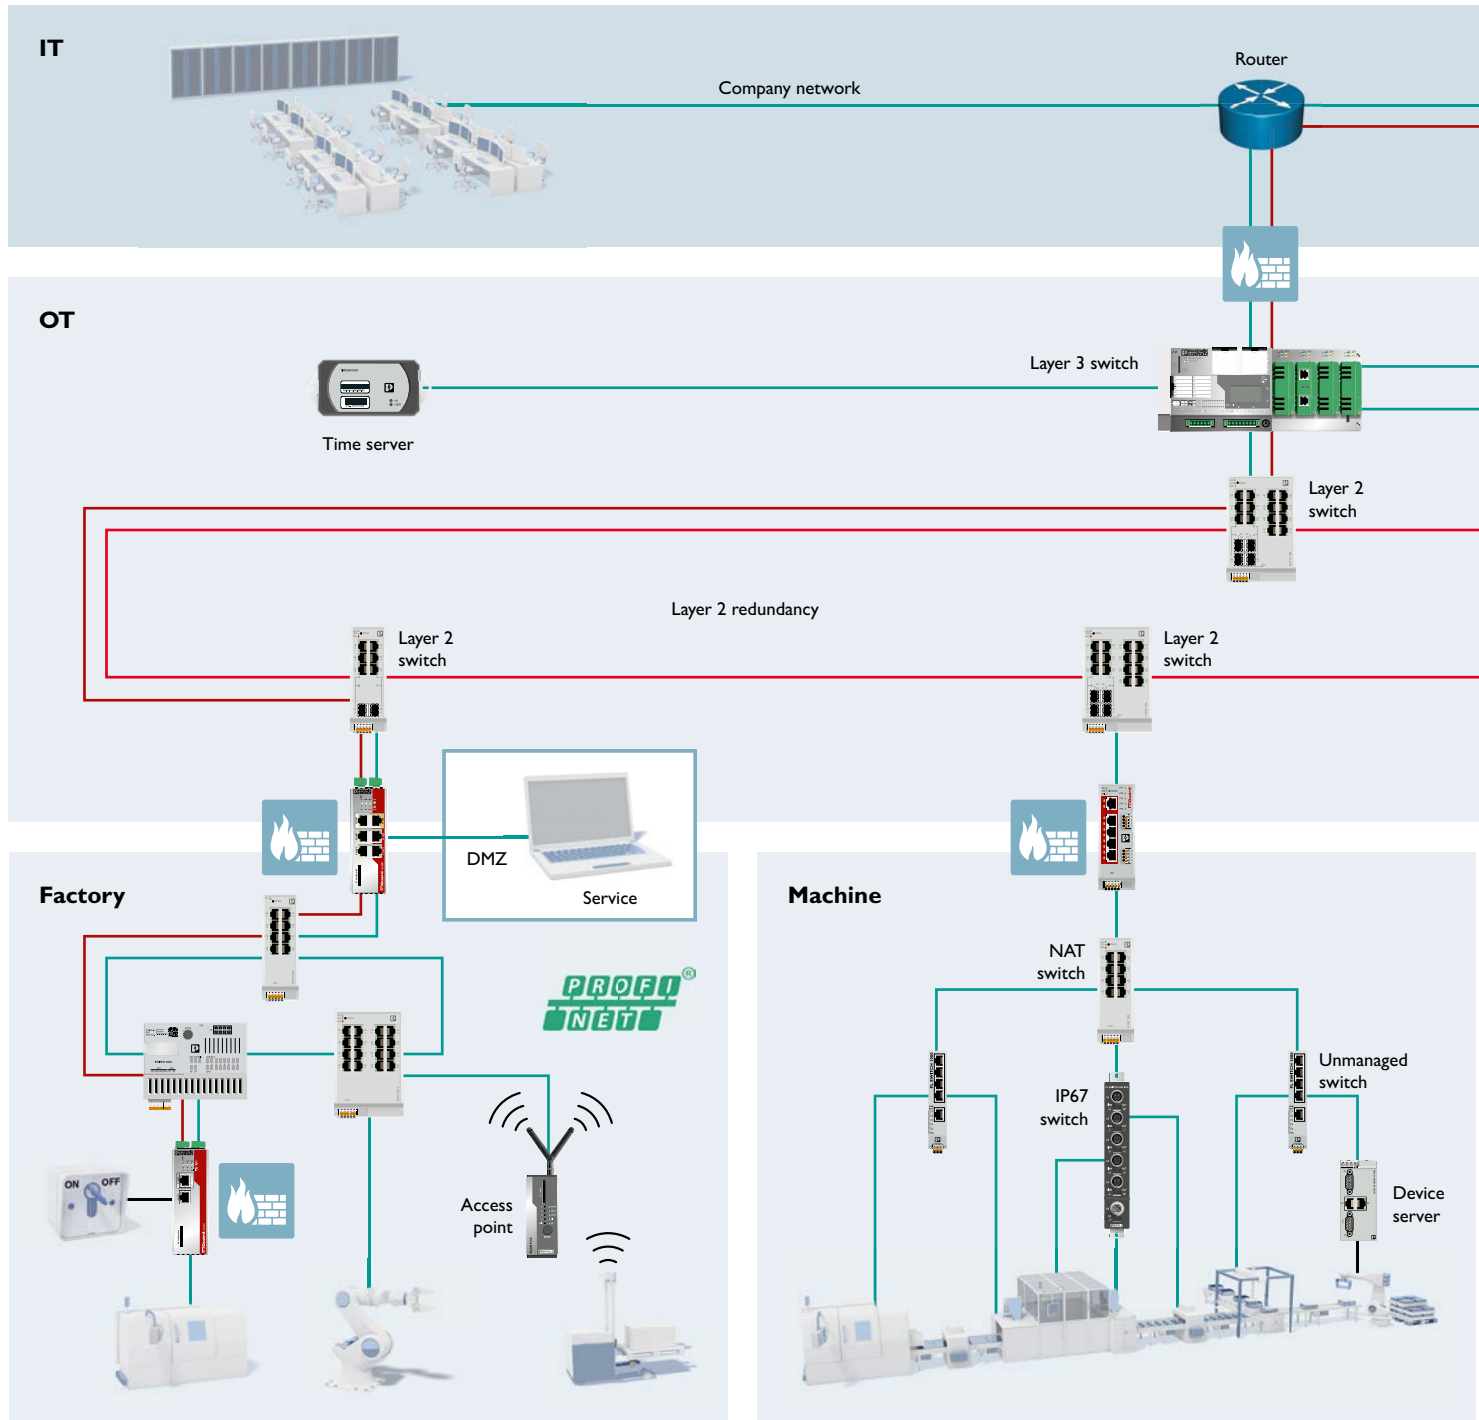 IT
Router
Company network
OT
Layer 3 switch
Time server
Layer 2
switch
Layer 2 redundancy
Layer 2
switch
Layer 2
switch
DMZ
Service
Factory
Machine
NAT
switch
PROFI®
NET
Unmanaged
switch
IP67
switch
ON OFF
Access
point
Device
server